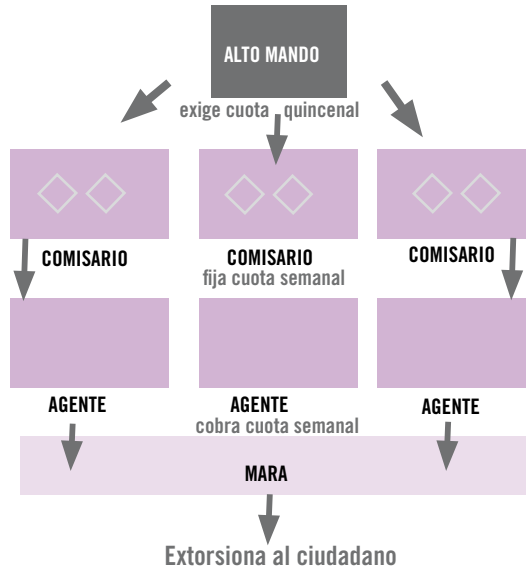 ALTO MANDO
exige cuota quincenal
COMISARIO
COMISARIO
COMISARIO
fija cuota semanal
AGENTE
AGENTE
AGENTE
cobra cuota semanal
MARA
Extorsiona al ciudadano